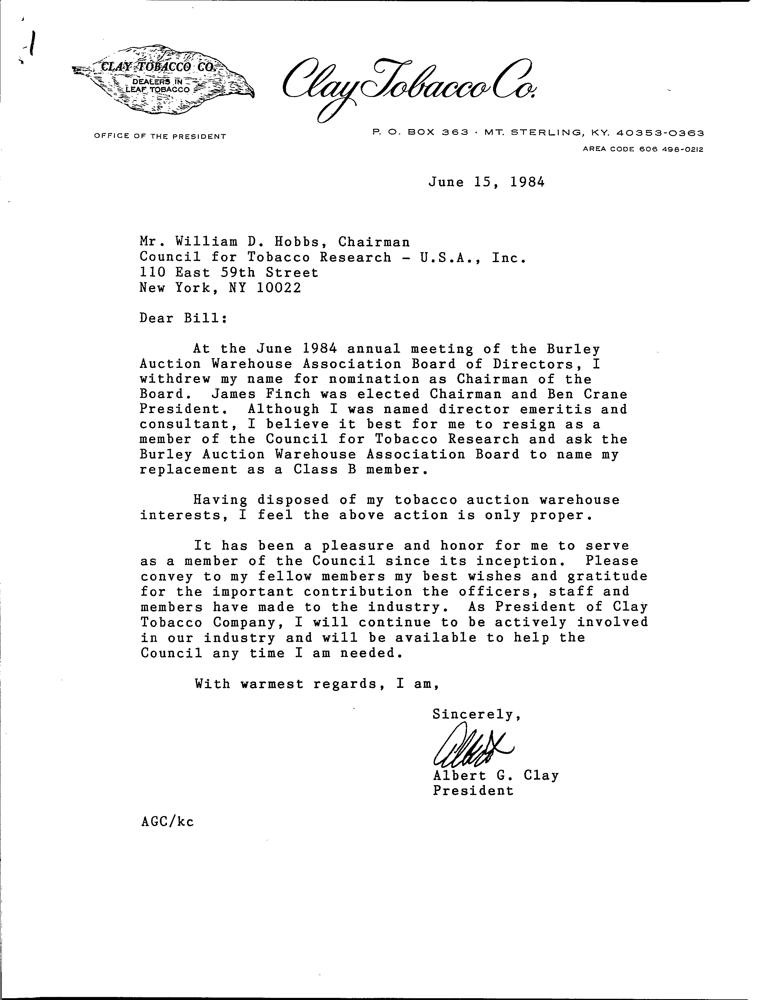 CLAY TOBACCO CO.
DEALERS IN
LEAF TOBACCO
Clay Tobacco Co.
OFFICE OF THE PRESIDENT
P. O. BOX 363 · MT. STERLING, KY. 40353-0363
AREA CODE 606 498-0212
June 15, 1984
Mr. William D. Hobbs, Chairman
Council for Tobacco Research - U.S.A., Inc.
110 East 59th Street
New York, NY 10022
Dear Bill:
At the June 1984 annual meeting of the Burley
Auction Warehouse Association Board of Directors, I
withdrew my name for nomination as Chairman of the
Board. James Finch was elected Chairman and Ben Crane
President. Although I was named director emeritis and
consultant, I believe it best for me to resign as a
member of the Council for Tobacco Research and ask the
Burley Auction Warehouse Association Board to name my
replacement as a Class B member.
Having disposed of my tobacco auction warehouse
interests, I feel the above action is only proper.
It has been a pleasure and honor for me to serve
as a member of the Council since its inception. Please
convey to my fellow members my best wishes and gratitude
for the important contribution the officers, staff and
members have made to the industry. As President of Clay
Tobacco Company, I will continue to be actively involved
in our industry and will be available to help the
Council any time I am needed.
With warmest regards, I am,
Sincerely,
Albert
Albert G. Clay
President
AGC/kc